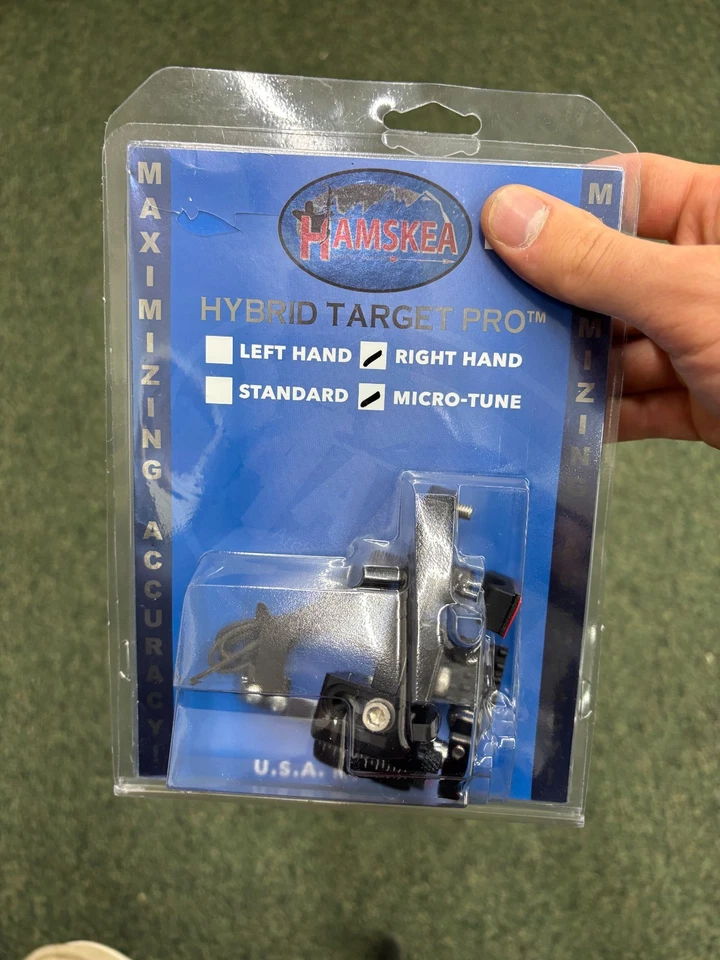 HAMSKEA
HYBRID TARGET PRO™
LEFT HAND RIGHT HAND
STANDARD MICRO-TUNE
MAXIMIZING ACCURACY!
U.S.A.